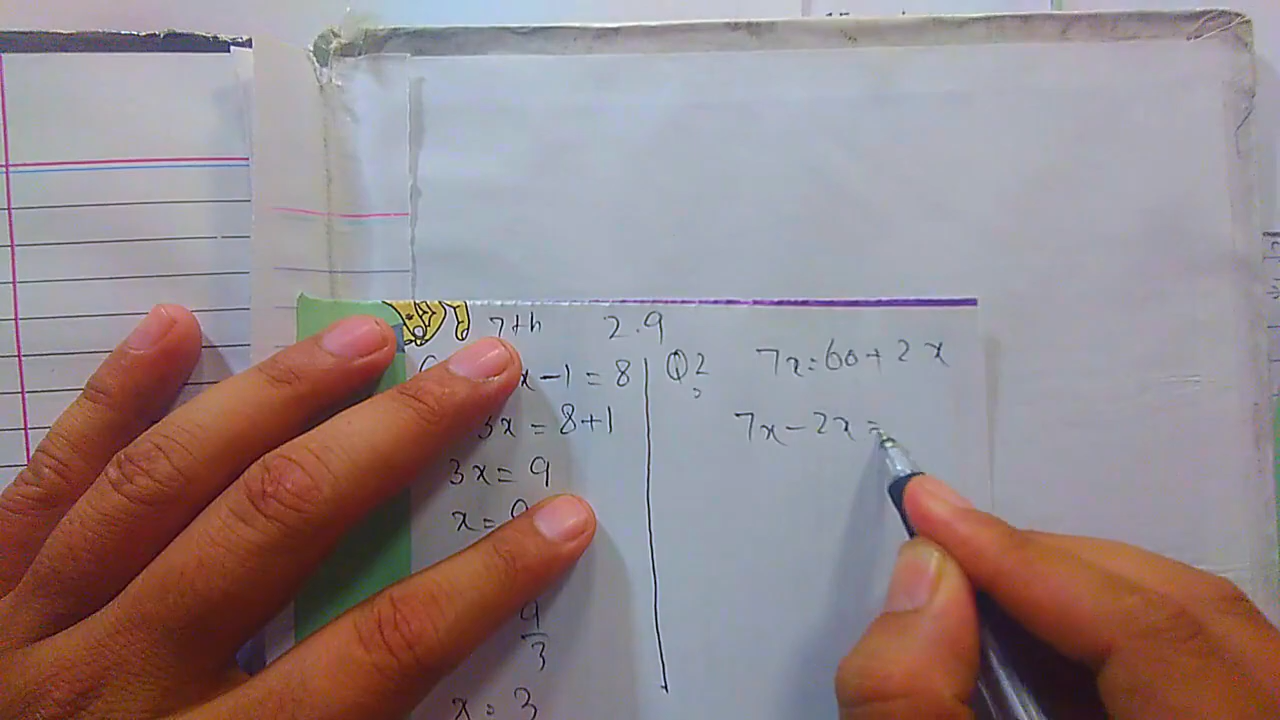 7th 2.9
x-1 = 8
3x = 8+1
3x = 9
x =
9
3
x = 3
Q2
7x=60+2x
7x-2x =